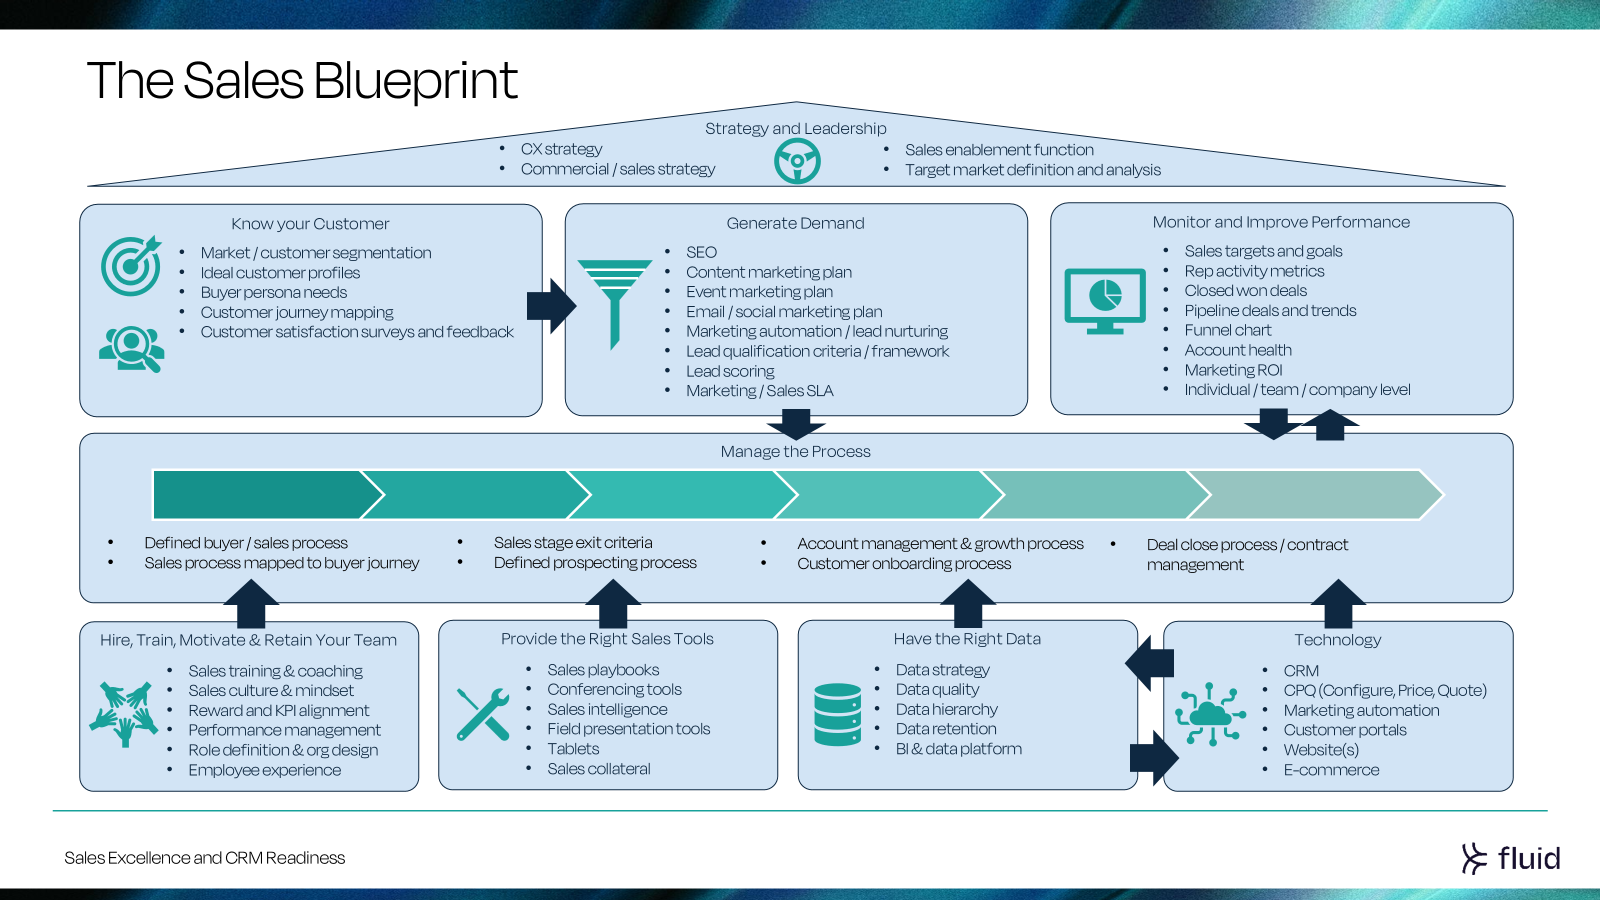 The Sales Blueprint
Strategy and Leadership
• CX strategy
• Commercial / sales strategy
• Sales enablement function
• Target market definition and analysis
Know your Customer
• Market / customer segmentation
• Ideal customer profiles
• Buyer persona needs
• Customer journey mapping
• Customer satisfaction surveys and feedback
Generate Demand
• SEO
• Content marketing plan
• Event marketing plan
• Email / social marketing plan
• Marketing automation / lead nurturing
• Lead qualification criteria / framework
• Lead scoring
• Marketing / Sales SLA
Monitor and Improve Performance
• Sales targets and goals
• Rep activity metrics
• Closed won deals
• Pipeline deals and trends
• Funnel chart
• Account health
• Marketing ROI
• Individual / team / company level
Manage the Process
• Defined buyer / sales process
• Sales process mapped to buyer journey
• Sales stage exit criteria
• Defined prospecting process
• Account management & growth process
• Customer onboarding process
• Deal close process / contract
management
Hire, Train, Motivate & Retain Your Team
• Sales training & coaching
• Sales culture & mindset
• Reward and KPI alignment
• Performance management
• Role definition & org design
• Employee experience
Provide the Right Sales Tools
• Sales playbooks
• Conferencing tools
• Sales intelligence
• Field presentation tools
• Tablets
• Sales collateral
Have the Right Data
• Data strategy
• Data quality
• Data hierarchy
• Data retention
• BI & data platform
Technology
• CRM
• CPQ (Configure, Price, Quote)
• Marketing automation
• Customer portals
• Website(s)
• E-commerce
Sales Excellence and CRM Readiness
fluid